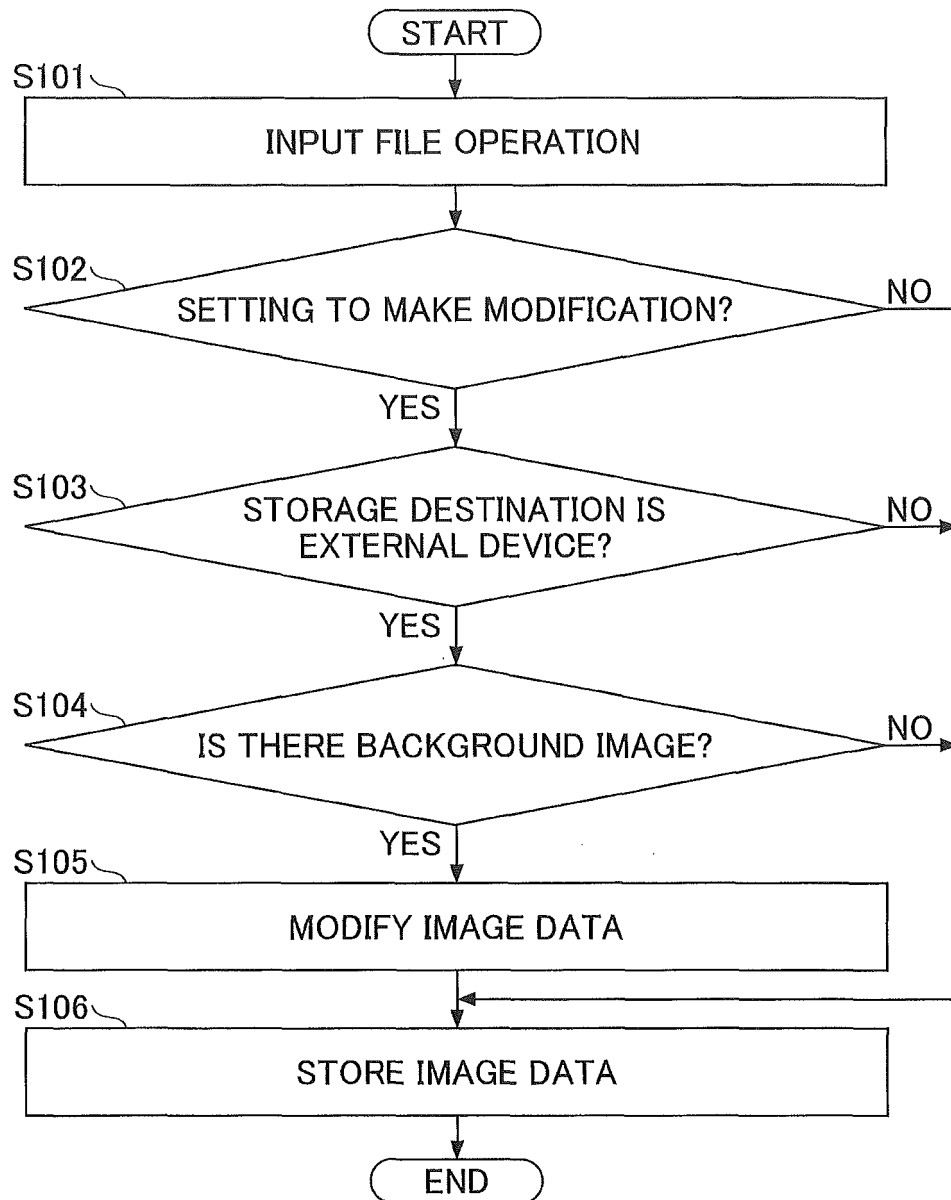 START
S101
INPUT FILE OPERATION
S102
SETTING TO MAKE MODIFICATION?
NO
YES
S103
STORAGE DESTINATION IS
EXTERNAL DEVICE?
NO
YES
S104
IS THERE BACKGROUND IMAGE?
NO
YES
S105
MODIFY IMAGE DATA
S106
STORE IMAGE DATA
END